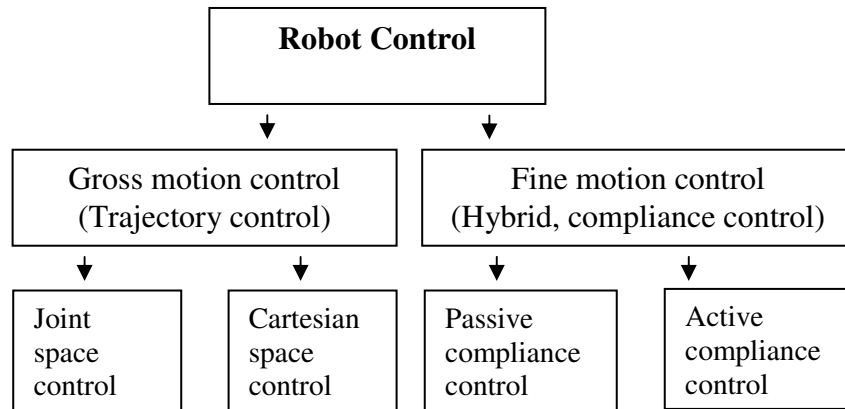 Robot Control
Gross motion control
(Trajectory control)
Fine motion control
(Hybrid, compliance control)
Joint
space
control
Cartesian
space
control
Passive
compliance
control
Active
compliance
control